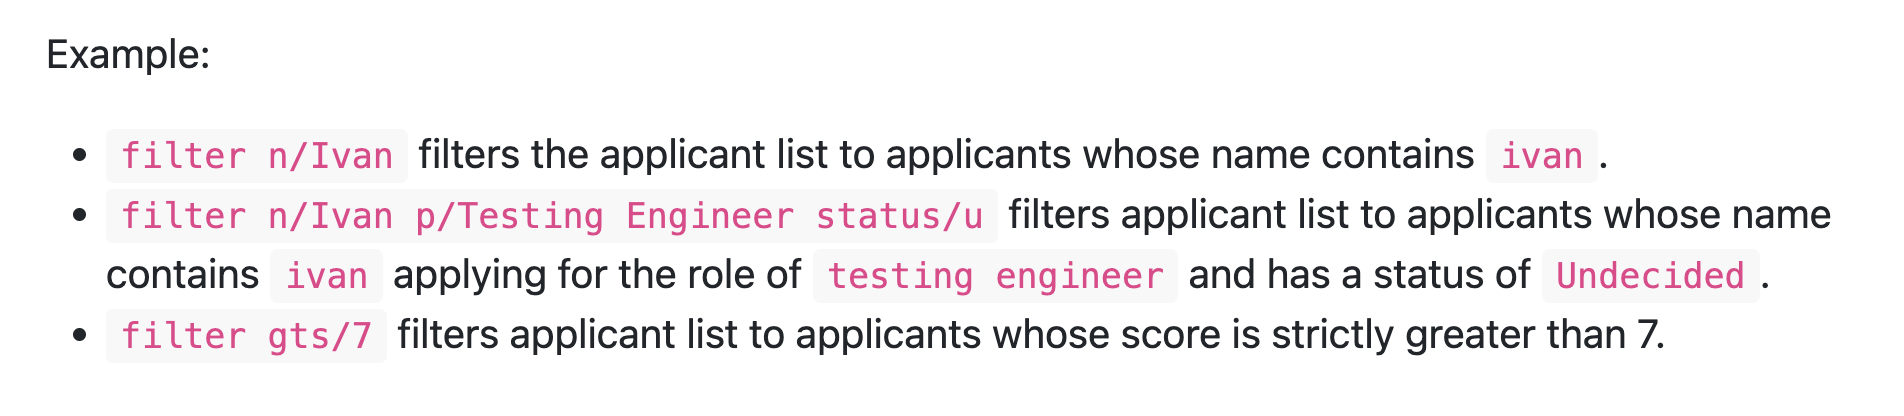 Example:
• filter n/Ivan filters the applicant list to applicants whose name contains ivan .
• filter n/Ivan p/Testing Engineer status/u filters applicant list to applicants whose name
contains ivan applying for the role of testing engineer and has a status of Undecided .
• filter gts/7 filters applicant list to applicants whose score is strictly greater than 7.